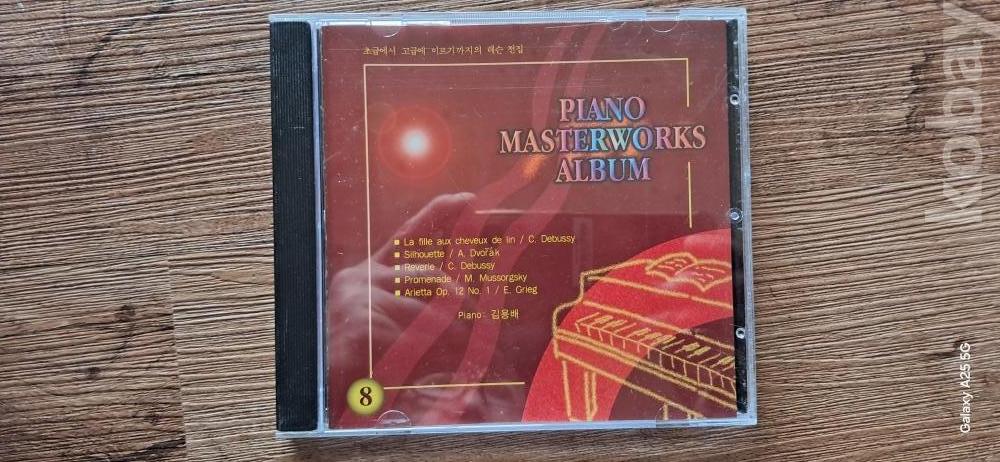 초급에서 고급에 이르기까지의 레슨 전집
PIANO
MASTERWORKS
ALBUM
■ La fille aux cheveux de lin / C. Debussy
■ Silhouette / A. Dvořák
■ Reverie / C. Debussy
■ Promenade / M. Mussorgsky
■ Arietta Op. 12 No. 1 / E. Grieg
Piano: 김용배
8
Kobay
Galaxy A25 5G